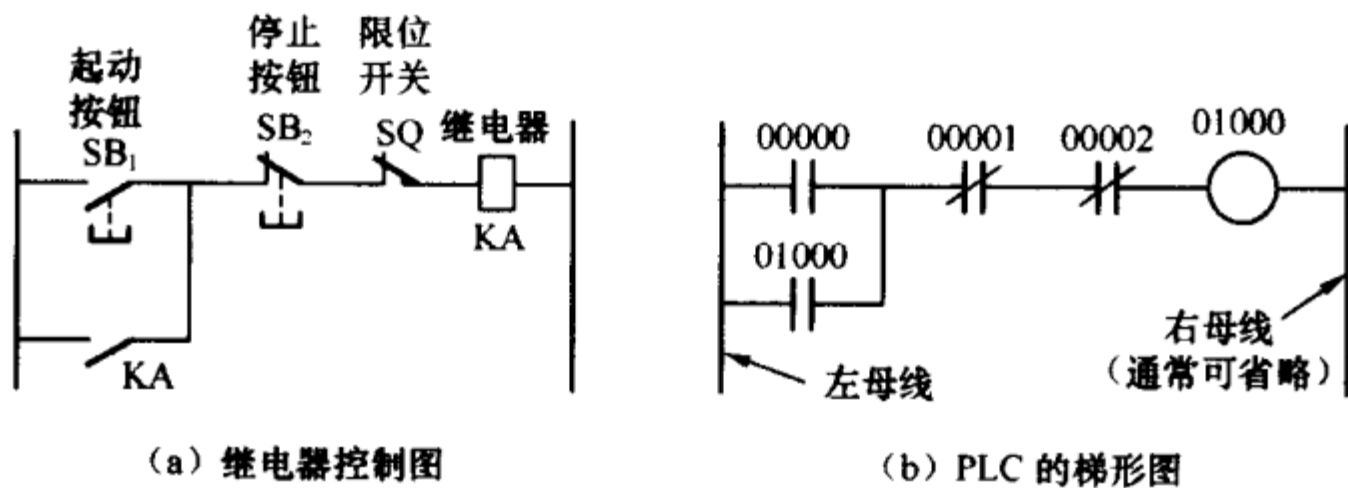 起动
按钮
SB₁
停止
按钮
SB₂
限位
开关
SQ
继电器
KA
KA
(a) 继电器控制图
00000
00001
00002
01000
01000
左母线
右母线
(通常可省略)
(b) PLC 的梯形图